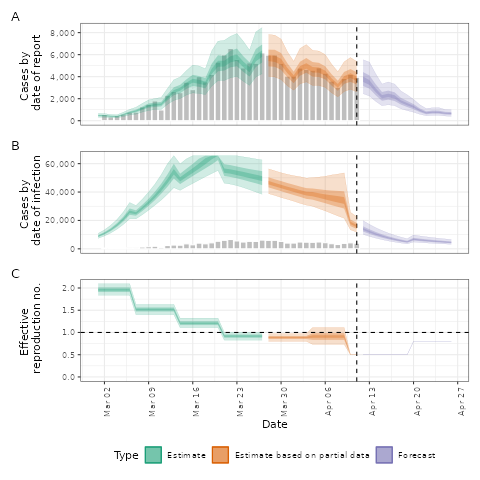 A
Cases by
date of report
8,000
6,000
4,000
2,000
0
B
Cases by
date of infection
60,000
40,000
20,000
0
C
Effective
reproduction no.
2.0
1.5
1.0
0.5
0.0
Mar 02
Mar 09
Mar 16
Mar 23
Mar 30
Apr 06
Apr 13
Apr 20
Apr 27
Date
Type Estimate Estimate based on partial data Forecast